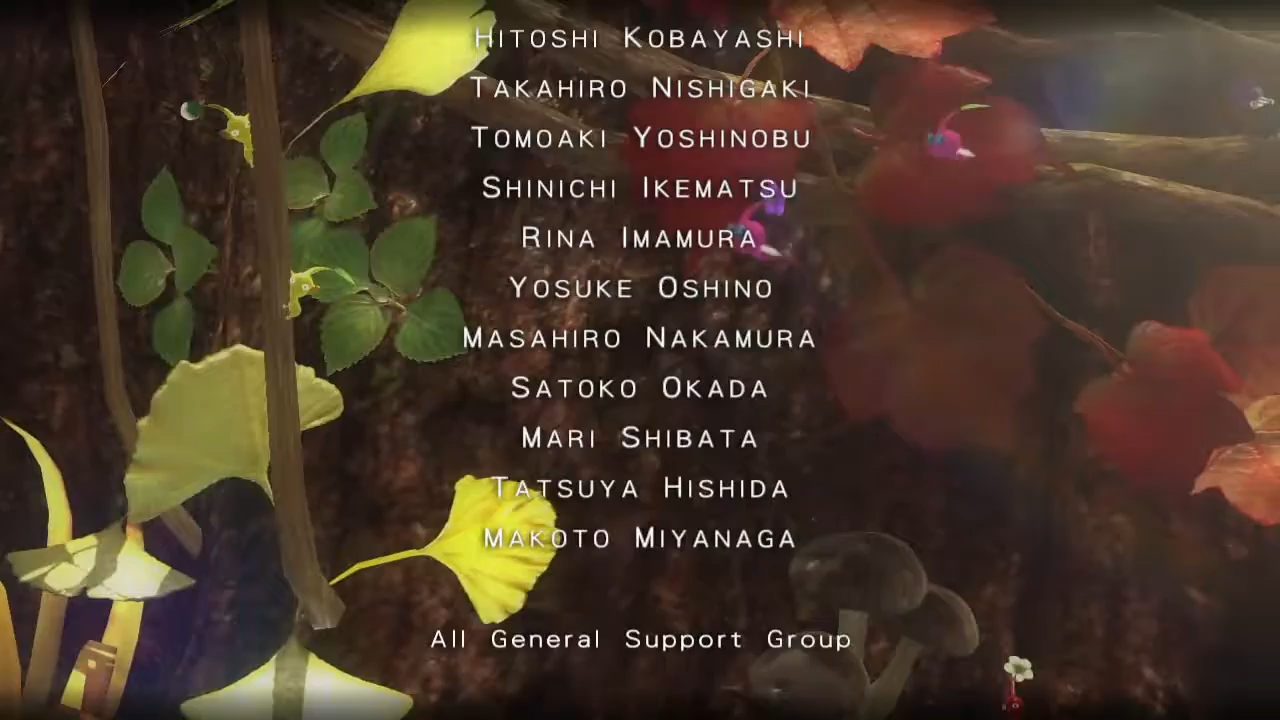 HITOSHI KOBAYASHI
TAKAHIRO NISHIGAKI
TOMOAKI YOSHINOBU
SHINICHI IKEMATSU
RINA IMAMURA
YOSUKE OSHINO
MASAHIRO NAKAMURA
SATOKO OKADA
MARI SHIBATA
TATSUYA HISHIDA
MAKOTO MIYANAGA
All General Support Group